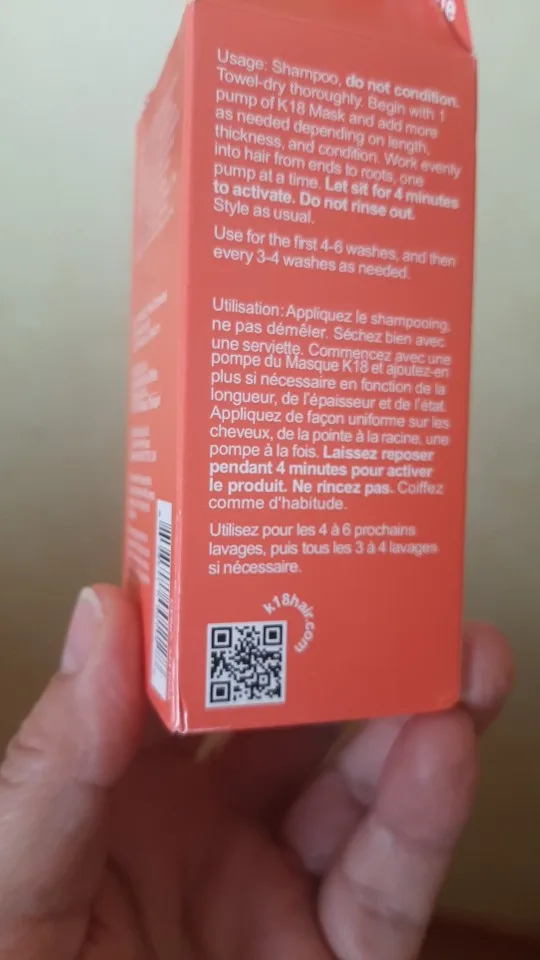 Usage: Shampoo, do not condition.
Towel-dry thoroughly. Begin with 1
pump of K18 Mask and add more
as needed depending on length,
thickness, and condition. Work evenly
into hair from ends to roots, one
pump at a time. Let sit for 4 minutes
to activate. Do not rinse out.
Style as usual.
Use for the first 4-6 washes, and then
every 3-4 washes as needed.
Utilisation: Appliquez le shampooing,
ne pas démêler. Séchez bien avec
une serviette. Commencez avec une
pompe du Masque K18 et ajoutez-en
plus si nécessaire en fonction de la
longueur, de l'épaisseur et de l'état.
Appliquez de façon uniforme sur les
cheveux, de la pointe à la racine, une
pompe à la fois. Laissez reposer
pendant 4 minutes pour activer
le produit. Ne rincez pas. Coiffez
comme d'habitude.
Utilisez pour les 4 à 6 prochains
lavages, puis tous les 3 à 4 lavages
si nécessaire.
k18hair.com